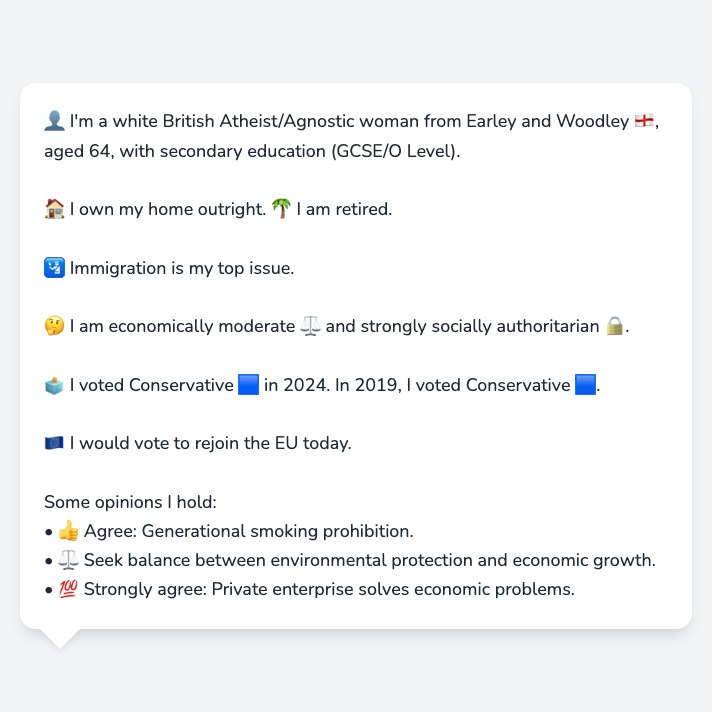 👤 I'm a white British Atheist/Agnostic woman from Earley and Woodley 🏴󠁧󠁢󠁥󠁮󠁧󠁿,
aged 64, with secondary education (GCSE/O Level).
🏠 I own my home outright. 🌴 I am retired.
🛂 Immigration is my top issue.
🤔 I am economically moderate ⚖️ and strongly socially authoritarian 🔒.
🗳️ I voted Conservative 🟦 in 2024. In 2019, I voted Conservative 🟦.
🇪🇺 I would vote to rejoin the EU today.
Some opinions I hold:
• 👍 Agree: Generational smoking prohibition.
• ⚖️ Seek balance between environmental protection and economic growth.
• 💯 Strongly agree: Private enterprise solves economic problems.